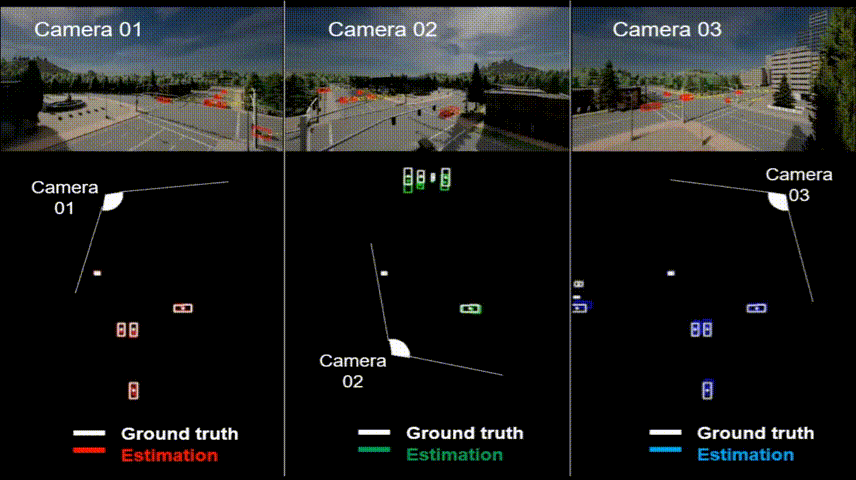 Camera 01
Camera 02
Camera 03
Camera
01
Camera
02
Camera
03
Ground truth
Estimation
Ground truth
Estimation
Ground truth
Estimation